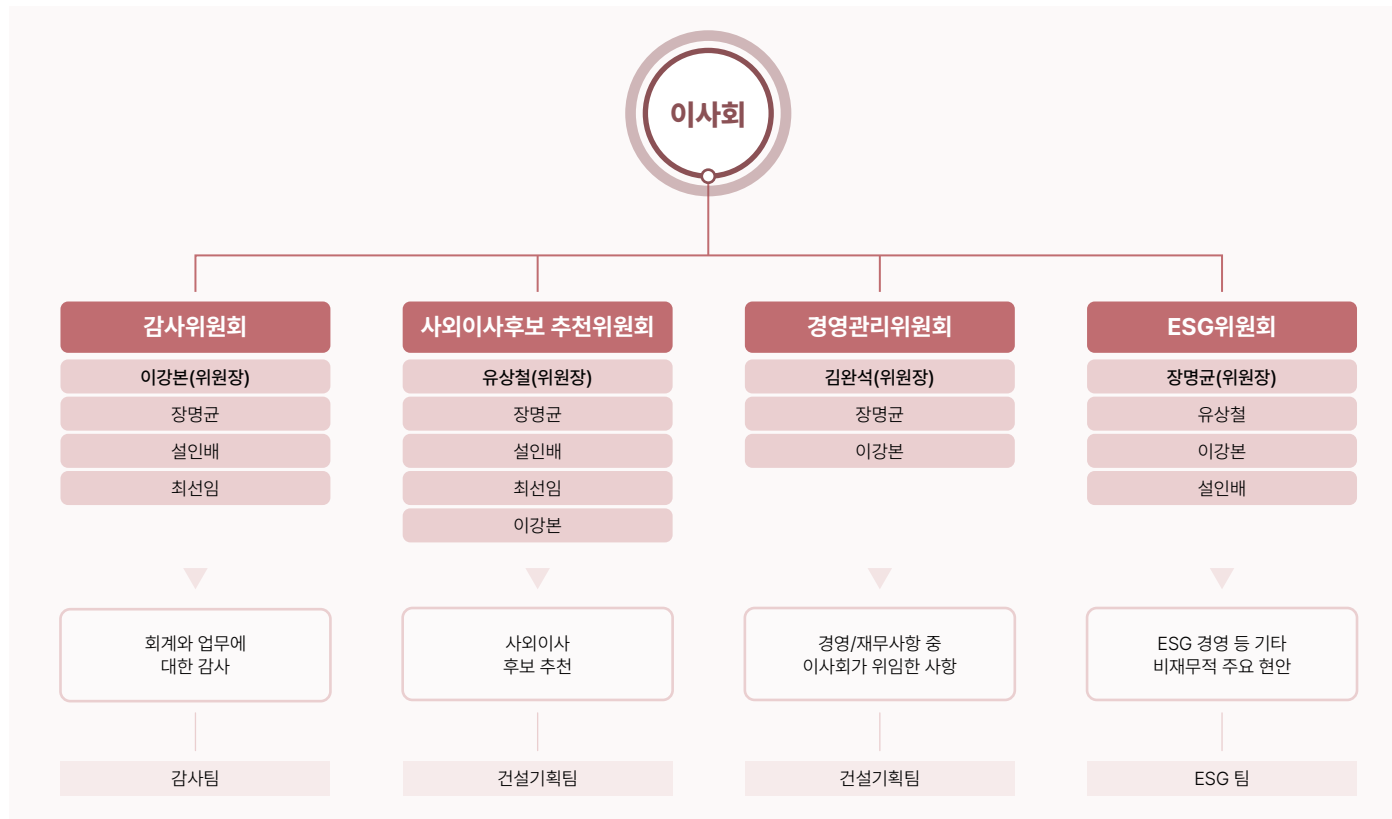 이사회
감사위원회
이강본(위원장)
장명균
설인배
최선임
회계와 업무에
대한 감사
감사팀
사외이사후보 추천위원회
유상철(위원장)
장명균
설인배
최선임
이강본
사외이사
후보 추천
건설기획팀
경영관리위원회
김완석(위원장)
장명균
이강본
경영/재무사항 중
이사회가 위임한 사항
건설기획팀
ESG위원회
장명균(위원장)
유상철
이강본
설인배
ESG 경영 등 기타
비재무적 주요 현안
ESG 팀